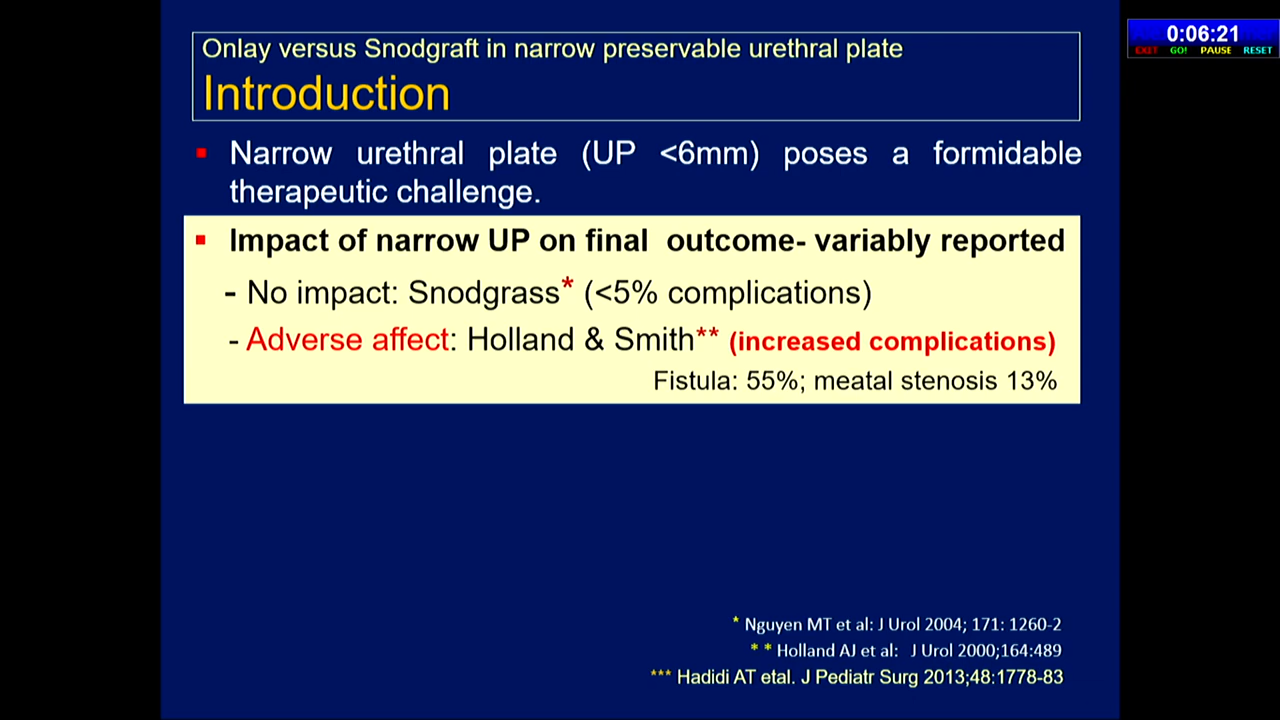 Onlay versus Snodgraft in narrow preservable urethral plate
Introduction
0:06:21
EXIT GO! PAUSE RESET
▪ Narrow urethral plate (UP <6mm) poses a formidable
therapeutic challenge.
▪ Impact of narrow UP on final outcome- variably reported
- No impact: Snodgrass* (<5% complications)
- Adverse affect: Holland & Smith** (increased complications)
Fistula: 55%; meatal stenosis 13%
* Nguyen MT et al: J Urol 2004; 171: 1260-2
* * Holland AJ et al: J Urol 2000;164:489
*** Hadidi AT etal. J Pediatr Surg 2013;48:1778-83